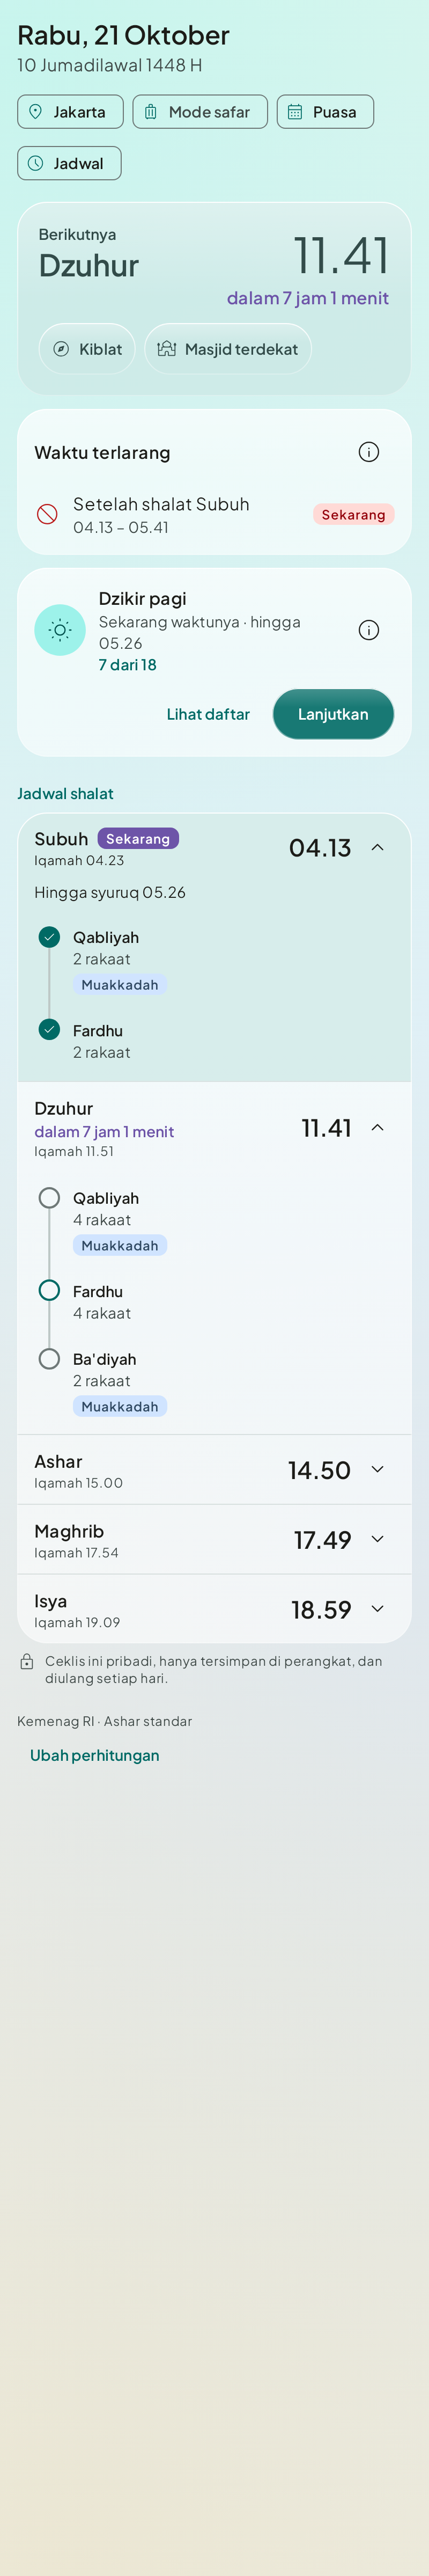 Rabu, 21 Oktober
10 Jumadilawal 1448 H
Jakarta
Mode safar
Puasa
Jadwal
Berikutnya
Dzuhur
11.41
dalam 7 jam 1 menit
Kiblat
Masjid terdekat
Waktu terlarang
Setelah shalat Subuh
04.13 – 05.41
Sekarang
Dzikir pagi
Sekarang waktunya · hingga
05.26
7 dari 18
Lihat daftar
Lanjutkan
Jadwal shalat
Subuh
Sekarang
Iqamah 04.23
04.13
Hingga syuruq 05.26
Qabliyah
2 rakaat
Muakkadah
Fardhu
2 rakaat
Dzuhur
dalam 7 jam 1 menit
Iqamah 11.51
11.41
Qabliyah
4 rakaat
Muakkadah
Fardhu
4 rakaat
Ba'diyah
2 rakaat
Muakkadah
Ashar
Iqamah 15.00
14.50
Maghrib
Iqamah 17.54
17.49
Isya
Iqamah 19.09
18.59
Ceklis ini pribadi, hanya tersimpan di perangkat, dan
diulang setiap hari.
Kemenag RI · Ashar standar
Ubah perhitungan